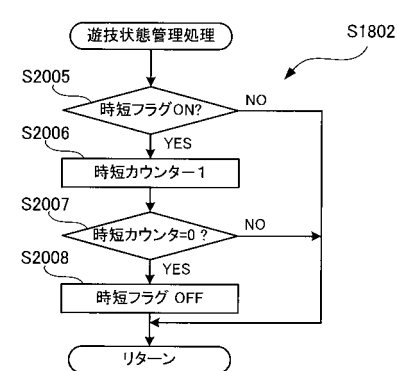 遊技状態管理処理
S1802
S2005
時短フラグON?
NO
YES
S2006
時短カウンター1
S2007
時短カウンタ=0?
NO
YES
S2008
時短フラグ OFF
リターン